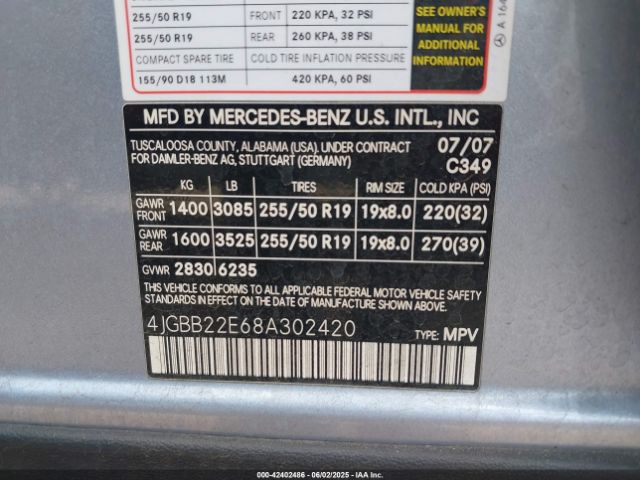 255/50 R19 FRONT 220 KPA, 32 PSI
255/50 R19 REAR 260 KPA, 38 PSI
COMPACT SPARE TIRE COLD TIRE INFLATION PRESSURE
155/90 D18 113M 420 KPA, 60 PSI
SEE OWNER'S
MANUAL FOR
ADDITIONAL
INFORMATION
A 164
MFD BY MERCEDES-BENZ U.S. INTL., INC
TUSCALOOSA COUNTY, ALABAMA (USA). UNDER CONTRACT 07/07
FOR DAIMLER-BENZ AG, STUTTGART (GERMANY) C349
KG LB TIRES RIM SIZE COLD KPA (PSI)
GAWR FRONT 1400 3085 255/50 R19 19x8.0 220(32)
GAWR REAR 1600 3525 255/50 R19 19x8.0 270(39)
GVWR 2830 6235
THIS VEHICLE CONFORMS TO ALL APPLICABLE FEDERAL MOTOR VEHICLE
SAFETY STANDARDS IN EFFECT ON THE DATE OF MANUFACTURE SHOWN ABOVE.
4JGBB22E68A302420 TYPE: MPV
000-42402486 - 06/02/2025 - IAA Inc.